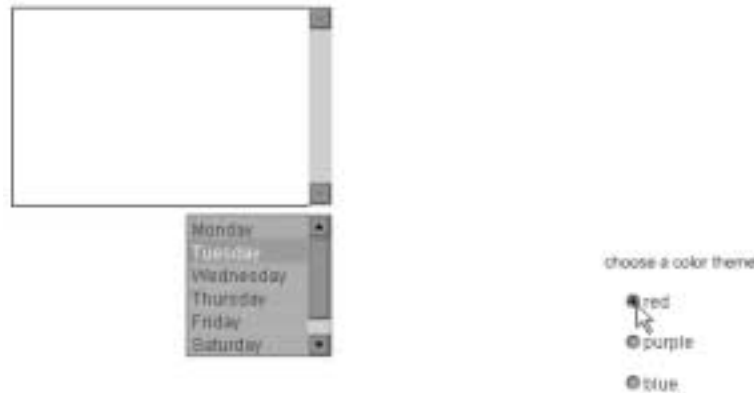 Monday
Tuesday
Wednesday
Thursday
Friday
Saturday
choose a color theme
red
purple
blue